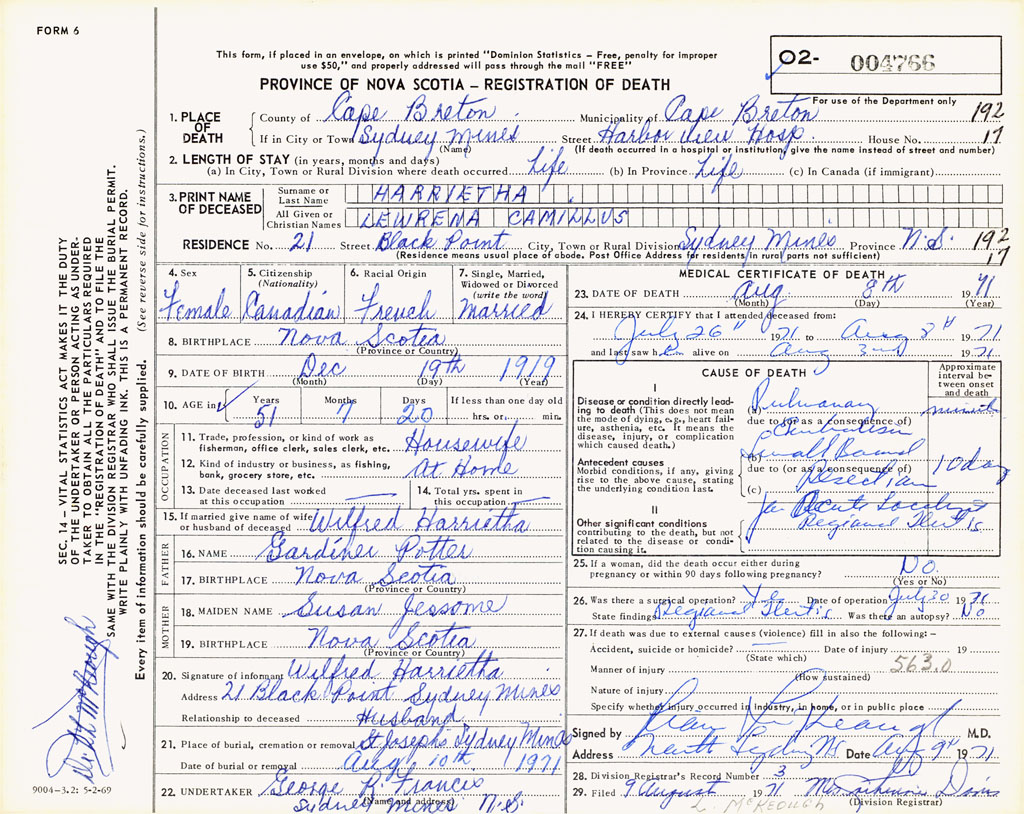 FORM 6
This form, if placed in an envelope, on which is printed "Dominion Statistics – Free, penalty for improper
use $50," and properly addressed will pass through the mail "FREE"
PROVINCE OF NOVA SCOTIA – REGISTRATION OF DEATH
O2- 004766
For use of the Department only
1. PLACE OF DEATH { County of Cape Breton Municipality of Cape Breton 192
If in City or Town Sydney Mines Street Harbor View Hosp. House No. 17
(Name) (If death occurred in a hospital or institution, give the name instead of street and number)
2. LENGTH OF STAY (in years, months and days)
(a) In City, Town or Rural Division where death occurred Life (b) In Province Life (c) In Canada (if immigrant)
3. PRINT NAME OF DECEASED { Surname or Last Name HARRIETHA
All Given or Christian Names LEWRENA CAMILLUS
RESIDENCE No. 21 Street Black Point City, Town or Rural Division Sydney Mines Province N.S. 192
(Residence means usual place of abode. Post Office Address for residents in rural parts not sufficient) 17
4. Sex Female
5. Citizenship (Nationality) Canadian
6. Racial Origin French
7. Single, Married, Widowed or Divorced (write the word) Married
8. BIRTHPLACE Nova Scotia
(Province or Country)
9. DATE OF BIRTH Dec 19th 1919
(Month) (Day) (Year)
10. AGE in Years 51 Months 7 Days 20 If less than one day old
hrs. or min.
OCCUPATION
11. Trade, profession, or kind of work as fisherman, office clerk, sales clerk, etc. Housewife
12. Kind of industry or business, as fishing, bank, grocery store, etc. At Home
13. Date deceased last worked at this occupation
14. Total yrs. spent in this occupation
15. If married give name of wife or husband of deceased Wilfred Harrietha
FATHER
16. NAME Gardiner Potter
17. BIRTHPLACE Nova Scotia
(Province or Country)
MOTHER
18. MAIDEN NAME Susan Jessome
19. BIRTHPLACE Nova Scotia
(Province or Country)
20. Signature of informant Wilfred Harrietha
Address 21 Black Point Sydney Mines
Relationship to deceased Husband
21. Place of burial, cremation or removal St Joseph's Sydney Mines
Date of burial or removal Aug 10th 1971
22. UNDERTAKER George R. Francis
(Name and address) Sydney Mines N.S.
MEDICAL CERTIFICATE OF DEATH
23. DATE OF DEATH Aug 8th 1971
(Month) (Day) (Year)
24. I HEREBY CERTIFY that I attended deceased from:
July 26th 1971 to Aug 8th 1971
and last saw h alive on Aug 3rd 1971
CAUSE OF DEATH
Approximate interval between onset and death
I
Disease or condition directly leading to death (This does not mean the mode of dying, e.g., heart failure, asthenia, etc. It means the disease, injury, or complication which caused death.)
(a) Pulmonary
due to (or as a consequence of)
Antecedent causes
Morbid conditions, if any, giving rise to the above cause, stating the underlying condition last.
(b) Small Bowel
due to (or as a consequence of) 10 day
(c)
II
Other significant conditions contributing to the death, but not related to the disease or condition causing it.
Acute
Regional
25. If a woman, did the death occur either during pregnancy or within 90 days following pregnancy? No
(Yes or No)
26. Was there a surgical operation? Yes Date of operation July 30 1971
State findings Regional Was there an autopsy? No
27. If death was due to external causes (violence) fill in also the following: –
Accident, suicide or homicide? Date of injury 19
(State which)
Manner of injury 563.0
(How sustained)
Nature of injury
Specify whether injury occurred in Industry, in home, or in public place
Signed by M.D.
Address North Sydney NS Date Aug 9th 1971
28. Division Registrar's Record Number 3
29. Filed 9 August 1971 Davis
(Division Registrar)
L. McKEOUGH
SEC. 14 – VITAL STATISTICS ACT MAKES IT THE DUTY
OF THE UNDERTAKER OR PERSON ACTING AS UNDER-
TAKER TO OBTAIN ALL THE PARTICULARS REQUIRED
IN THE "REGISTRATION OF DEATH" AND TO FILE THE
SAME WITH THE DIVISION REGISTRAR WHO SHALL ISSUE THE BURIAL PERMIT.
WRITE PLAINLY WITH UNFADING INK. THIS IS A PERMANENT RECORD.
Every item of information should be carefully supplied. (See reverse side for instructions.)
McKeough
9004-3.2: 5-2-69